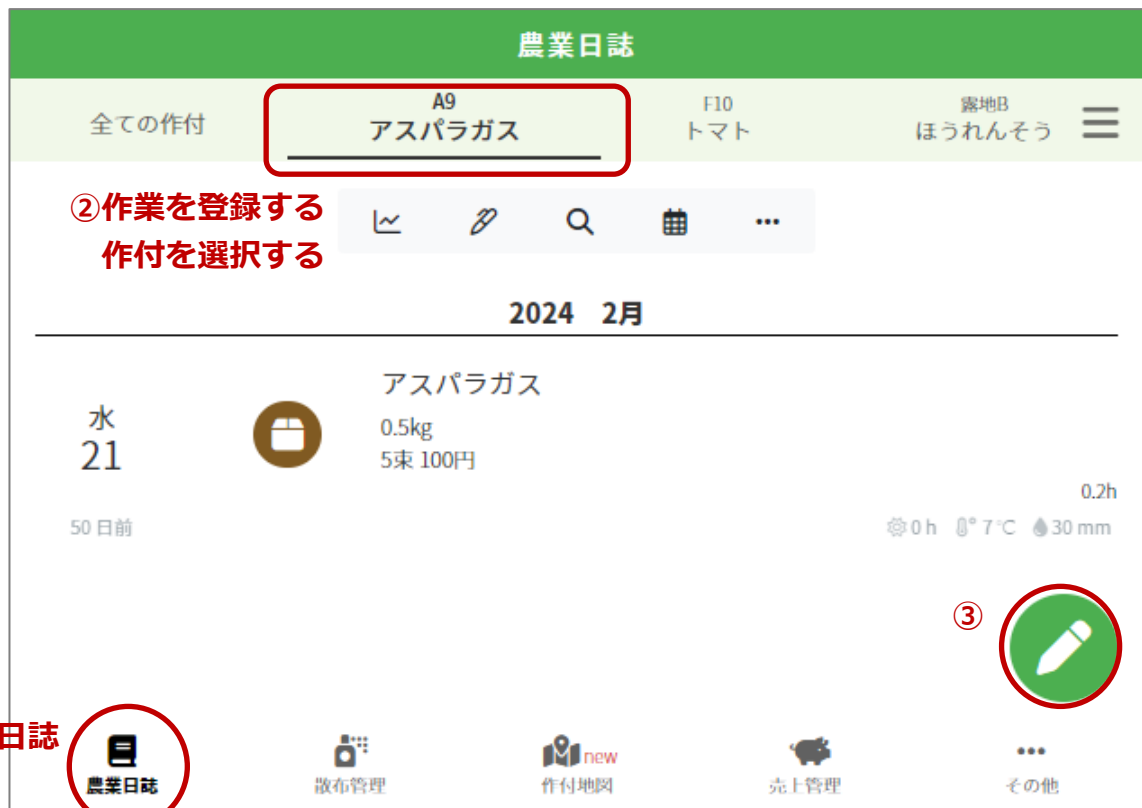 農業日誌
全ての作付
A9
アスパラガス
F10
トマト
露地B
ほうれんそう
②作業を登録する
作付を選択する
2024 2月
アスパラガス
水
21
0.5kg
5束 100円
0.2h
50 日前
0 h 7 ℃ 30 mm
③
日誌
農業日誌
散布管理
new
作付地図
売上管理
その他